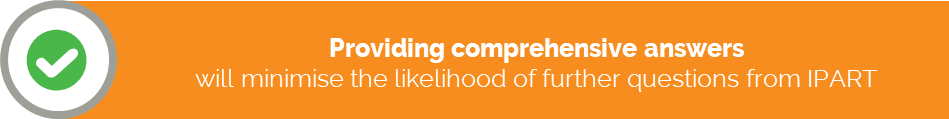 Providing comprehensive answers
will minimise the likelihood of further questions from IPART